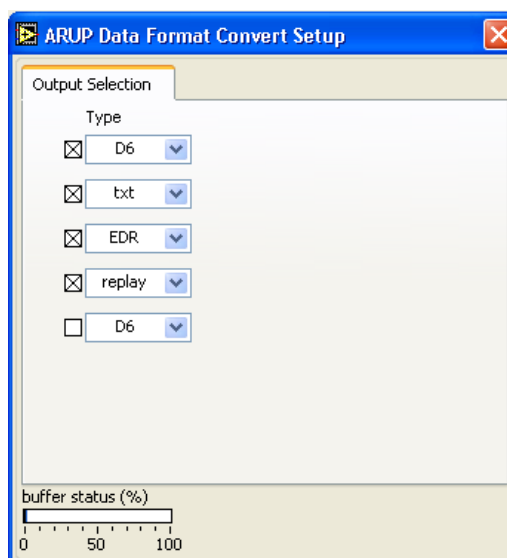 ARUP Data Format Convert Setup
Output Selection
Type
D6
txt
EDR
replay
D6
buffer status (%)
0 50 100